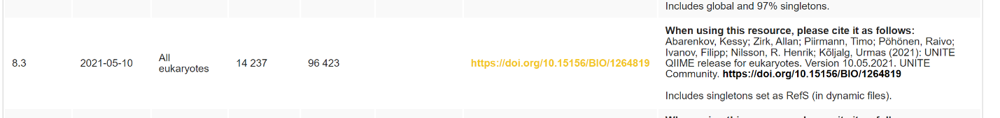 Includes global and 97% singletons.
8.3
2021-05-10
All
eukaryotes
14 237
96 423
https://doi.org/10.15156/BIO/1264819
When using this resource, please cite it as follows:
Abarenkov, Kessy; Zirk, Allan; Piirmann, Timo; Pöhönen, Raivo;
Ivanov, Filipp; Nilsson, R. Henrik; Kõljalg, Urmas (2021): UNITE
QIIME release for eukaryotes. Version 10.05.2021. UNITE
Community. https://doi.org/10.15156/BIO/1264819
Includes singletons set as RefS (in dynamic files).